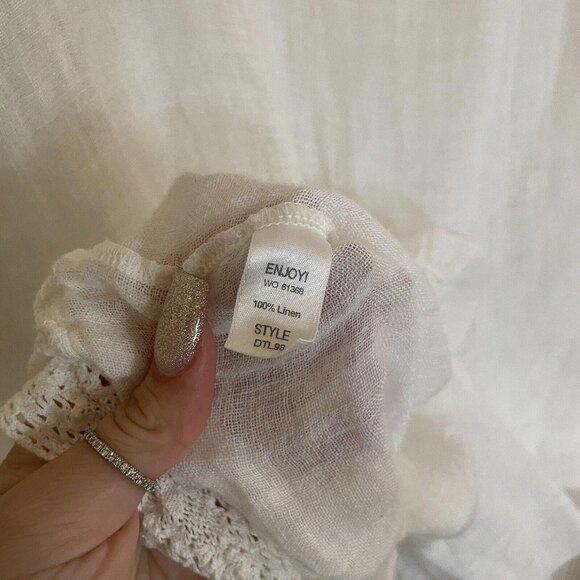 ENJOY!
WO 61368
100% Linen
STYLE
DTL98